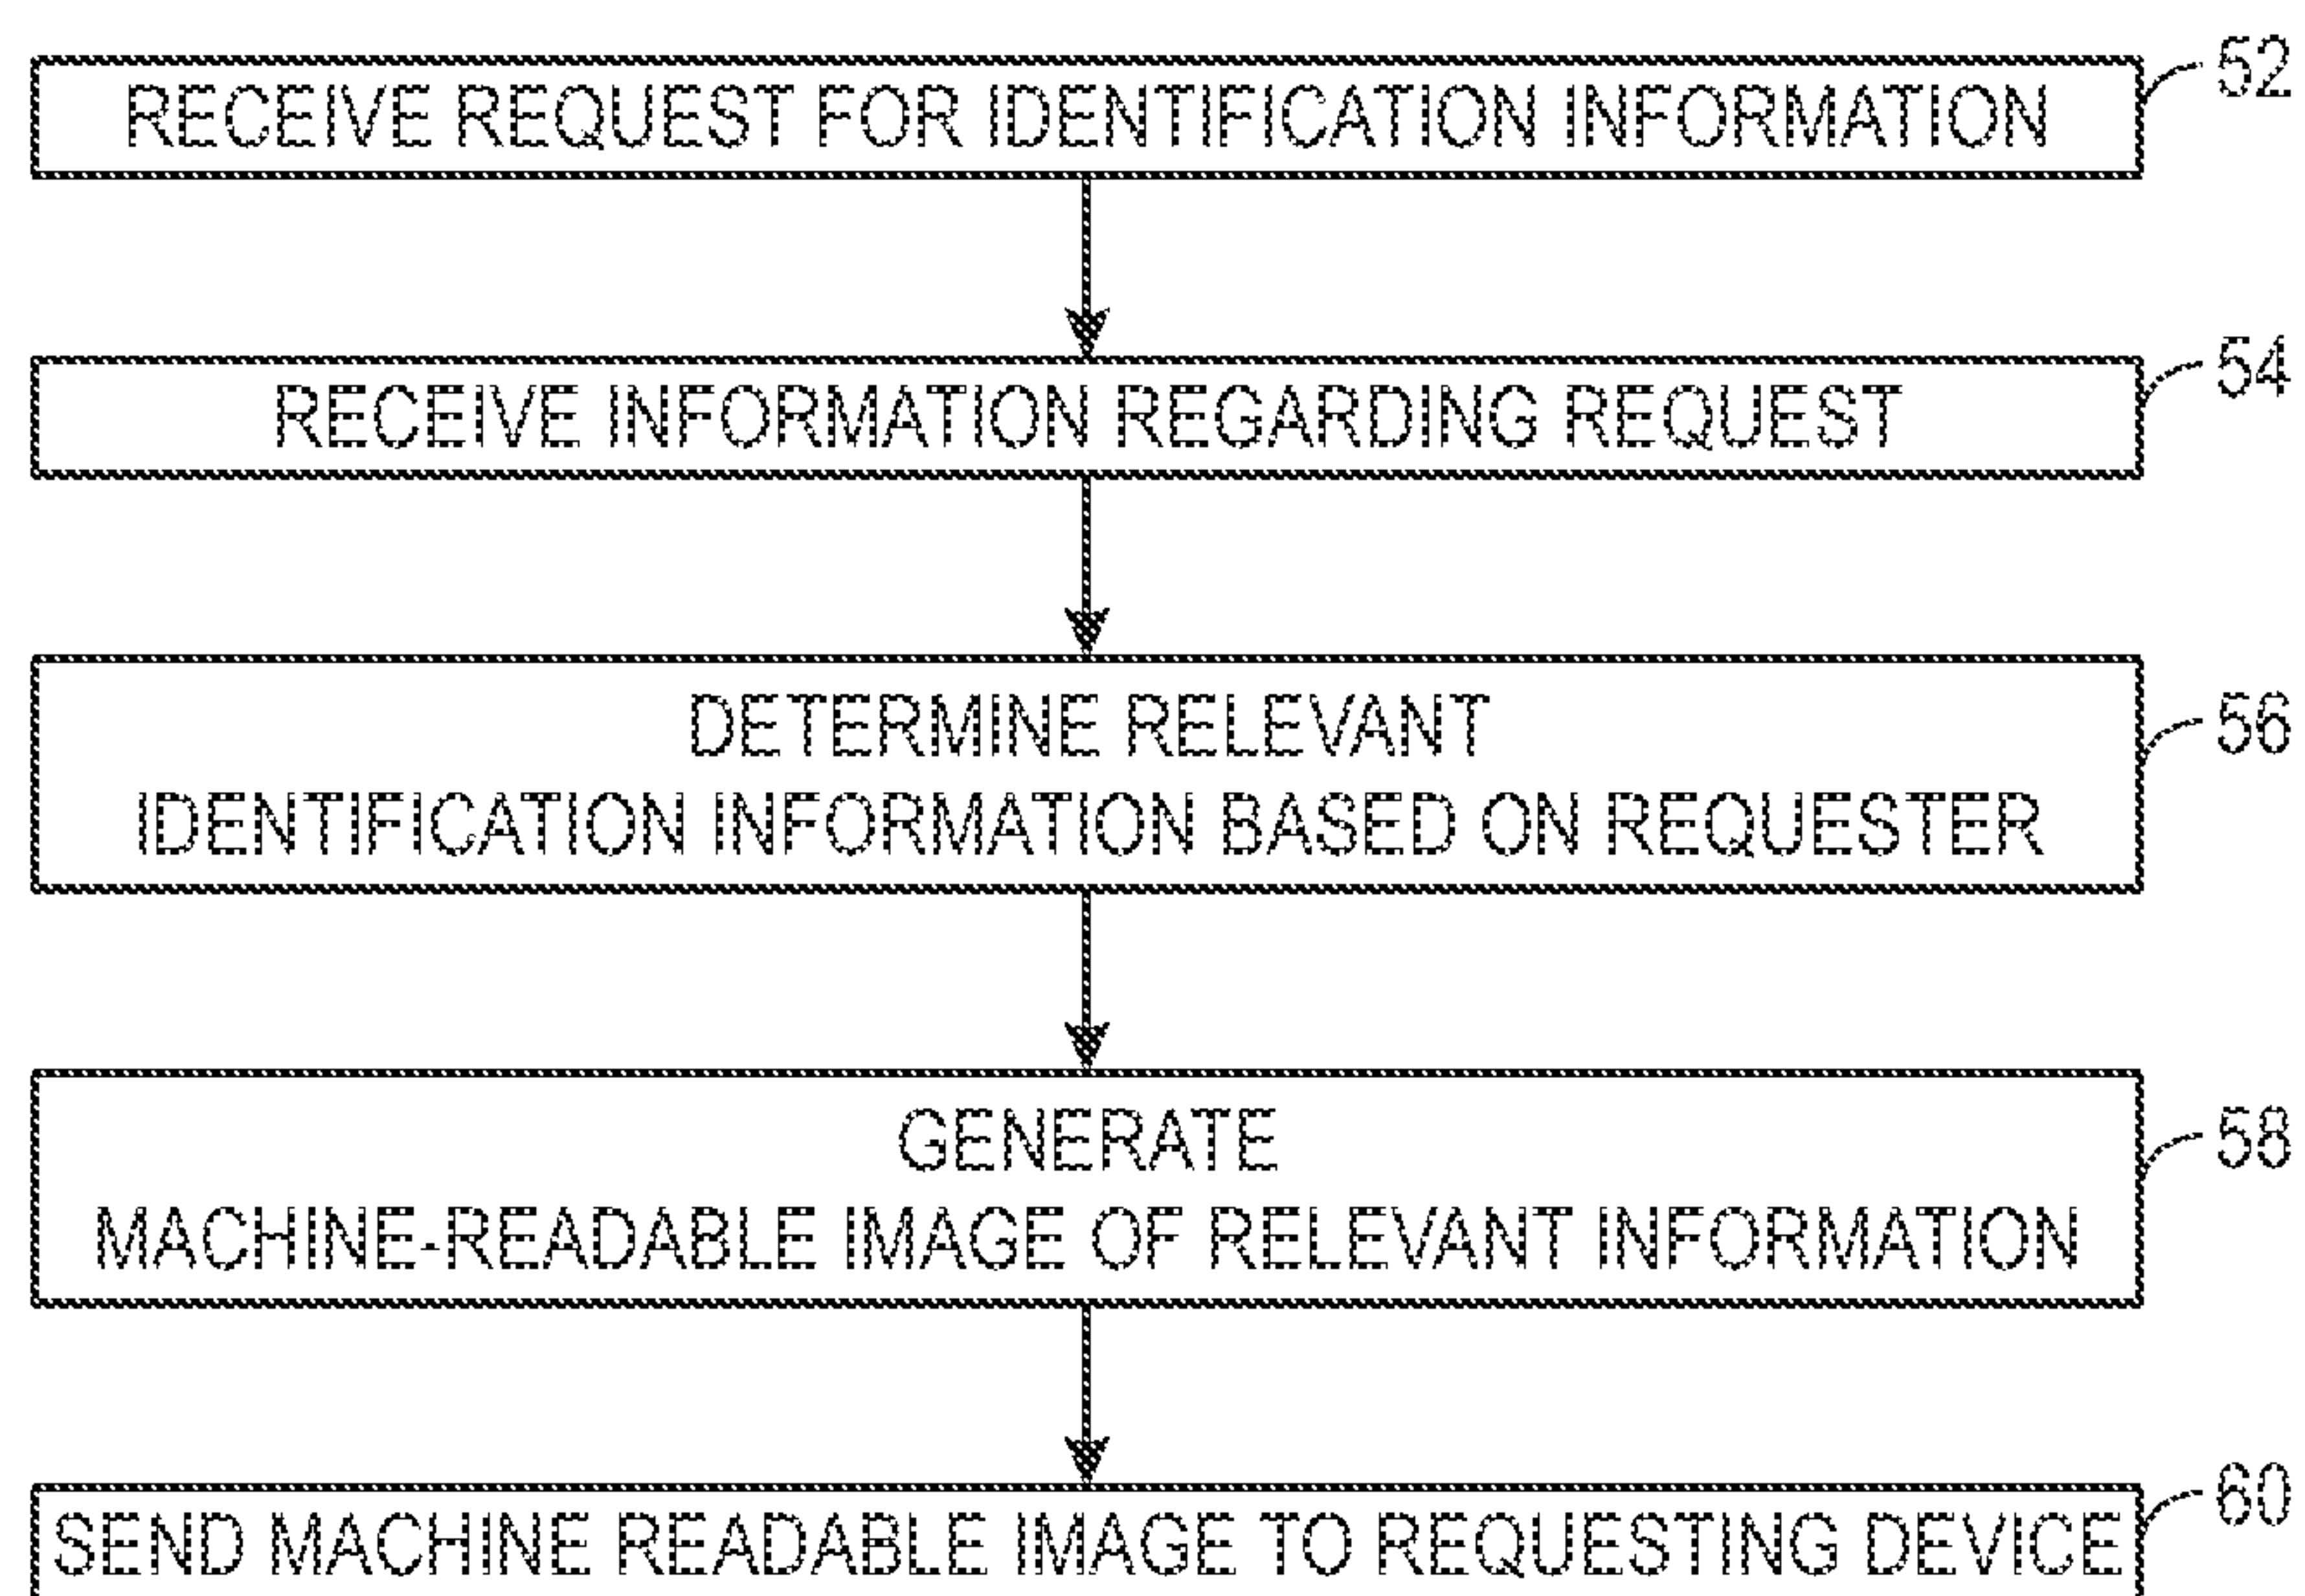 RECEIVE REQUEST FOR IDENTIFICATION INFORMATION
52
RECEIVE INFORMATION REGARDING REQUEST
54
DETERMINE RELEVANT
IDENTIFICATION INFORMATION BASED ON REQUESTER
56
GENERATE
MACHINE-READABLE IMAGE OF RELEVANT INFORMATION
58
SEND MACHINE READABLE IMAGE TO REQUESTING DEVICE
60